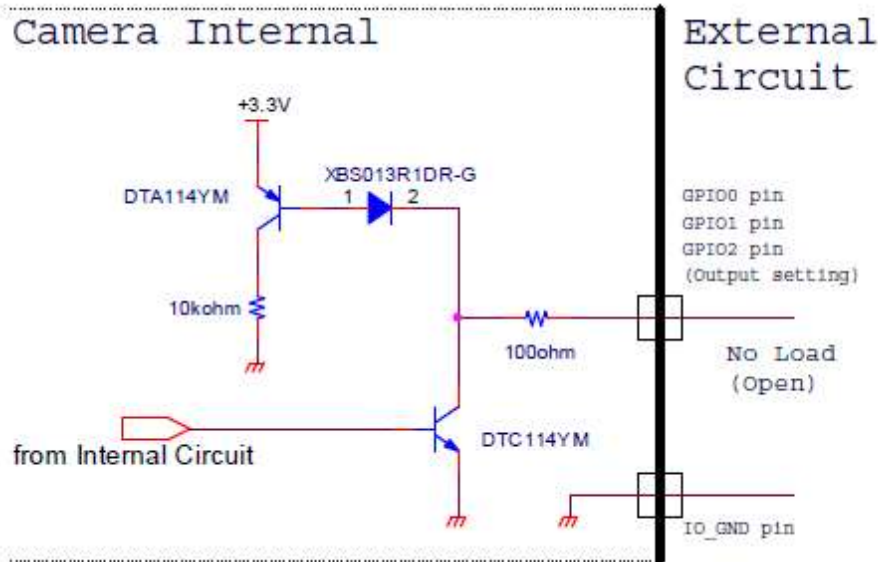 Camera Internal
External
Circuit
+3.3V
XBS013R1DR-G
DTA114YM
1
2
GPIO0 pin
GPIO1 pin
GPIO2 pin
(Output setting)
10kohm
100ohm
No Load
(Open)
DTC114YM
from Internal Circuit
IO_GND pin